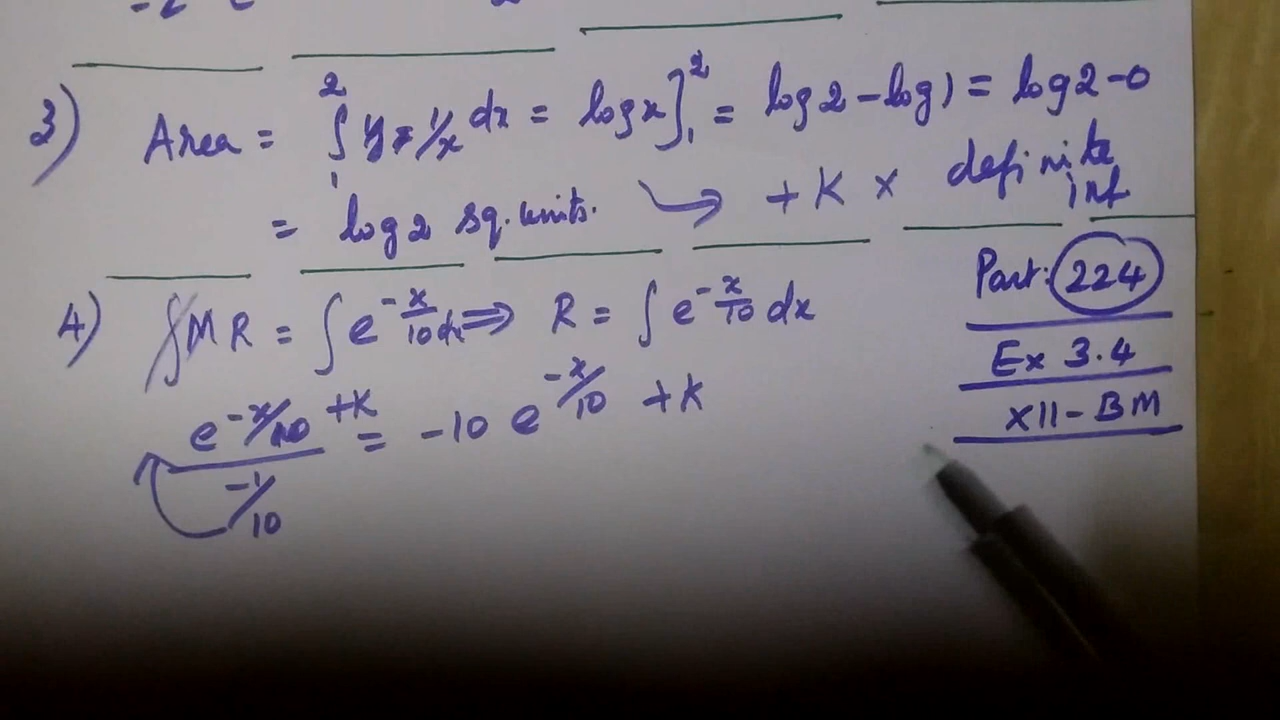 3) Area = ∫₁² y = 1/x dx = log x]₁² = log 2 - log 1 = log 2 - 0
= log 2 sq. units. → + K × definite int
4) ∫MR = ∫ e^{-x/10} dx ⇒ R = ∫ e^{-x/10} dx
e^{-x/10} + K / (-1/10) = -10 e^{-x/10} + K
Part: 224
Ex 3.4
XII - BM